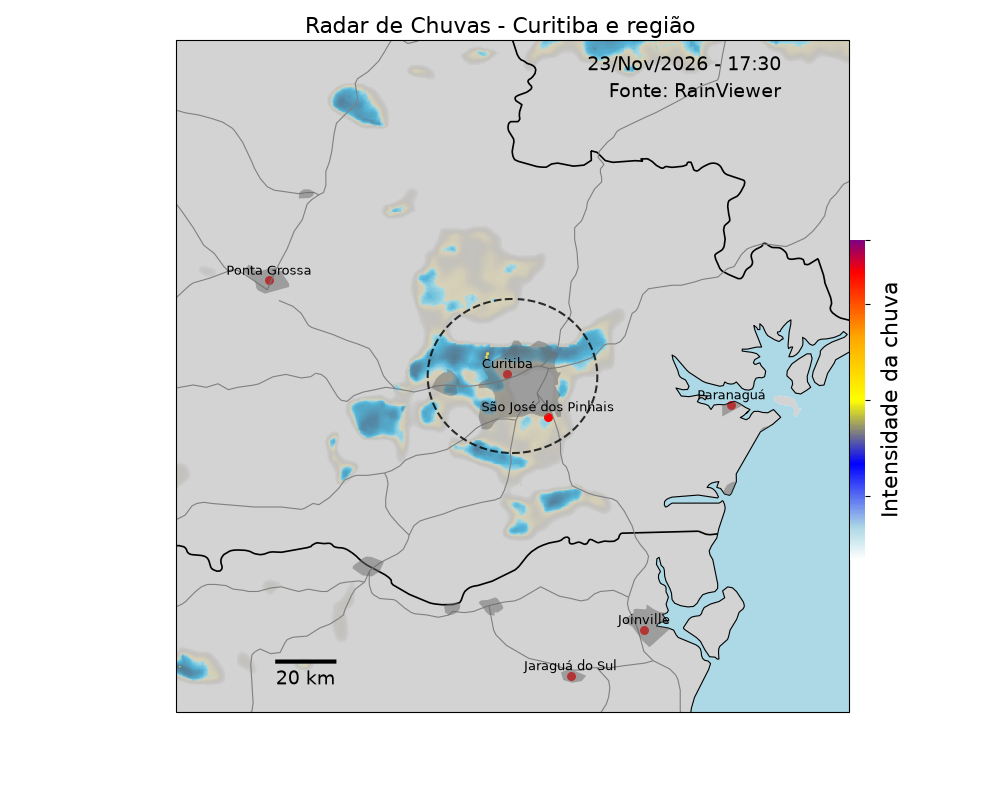 Radar de Chuvas - Curitiba e região
23/Nov/2026 - 17:30
Fonte: RainViewer
Ponta Grossa
Curitiba
São José dos Pinhais
Paranaguá
Intensidade da chuva
Joinville
Jaraguá do Sul
20 km